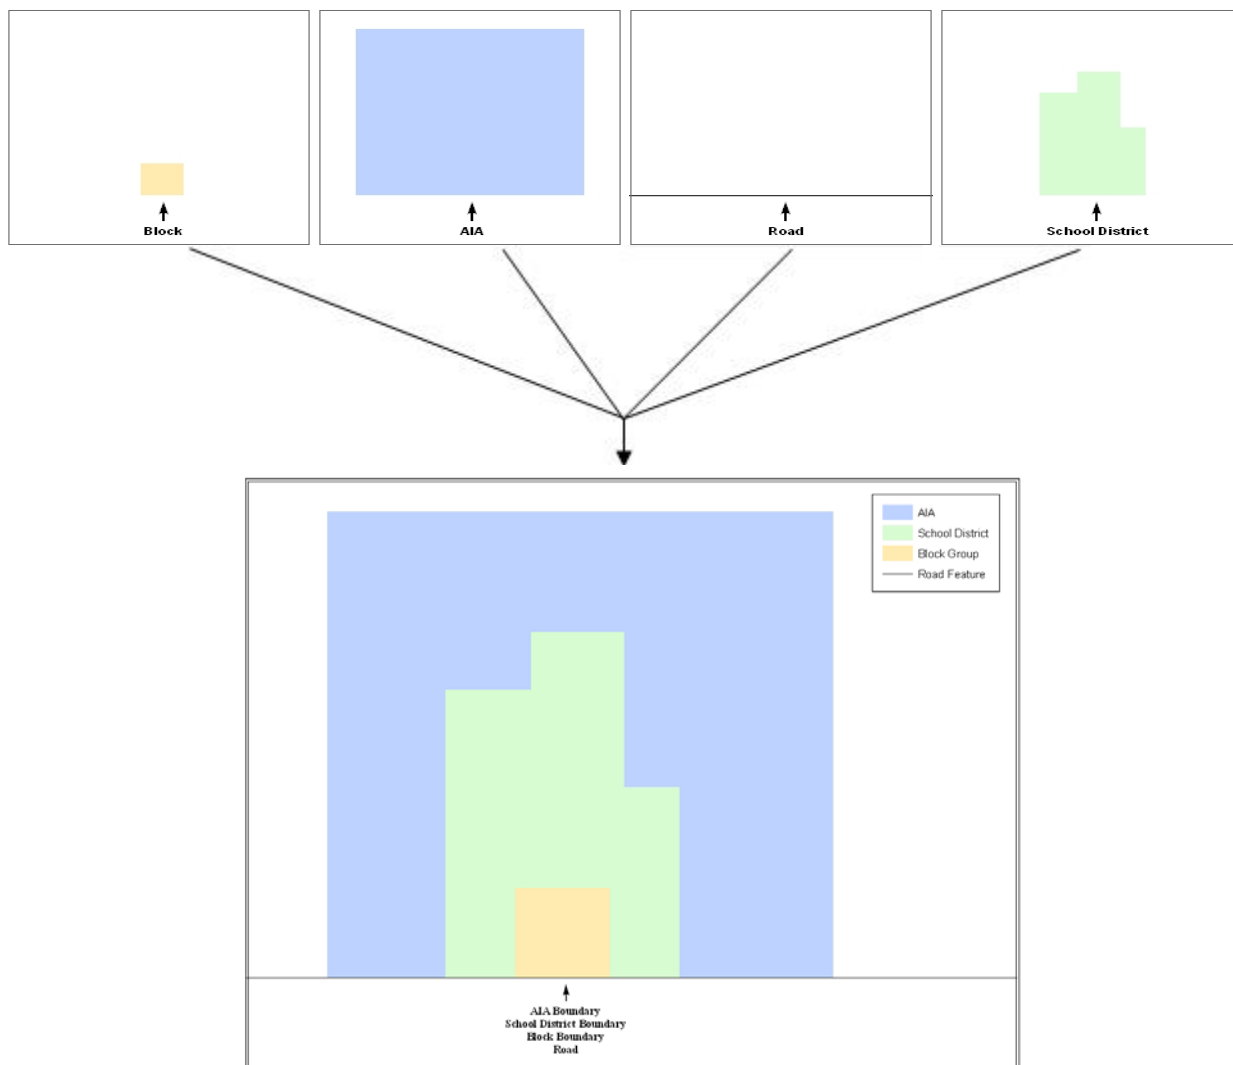 Block
AIA
Road
School District
AIA
School District
Block Group
Road Feature
AIA Boundary
School District Boundary
Block Boundary
Road